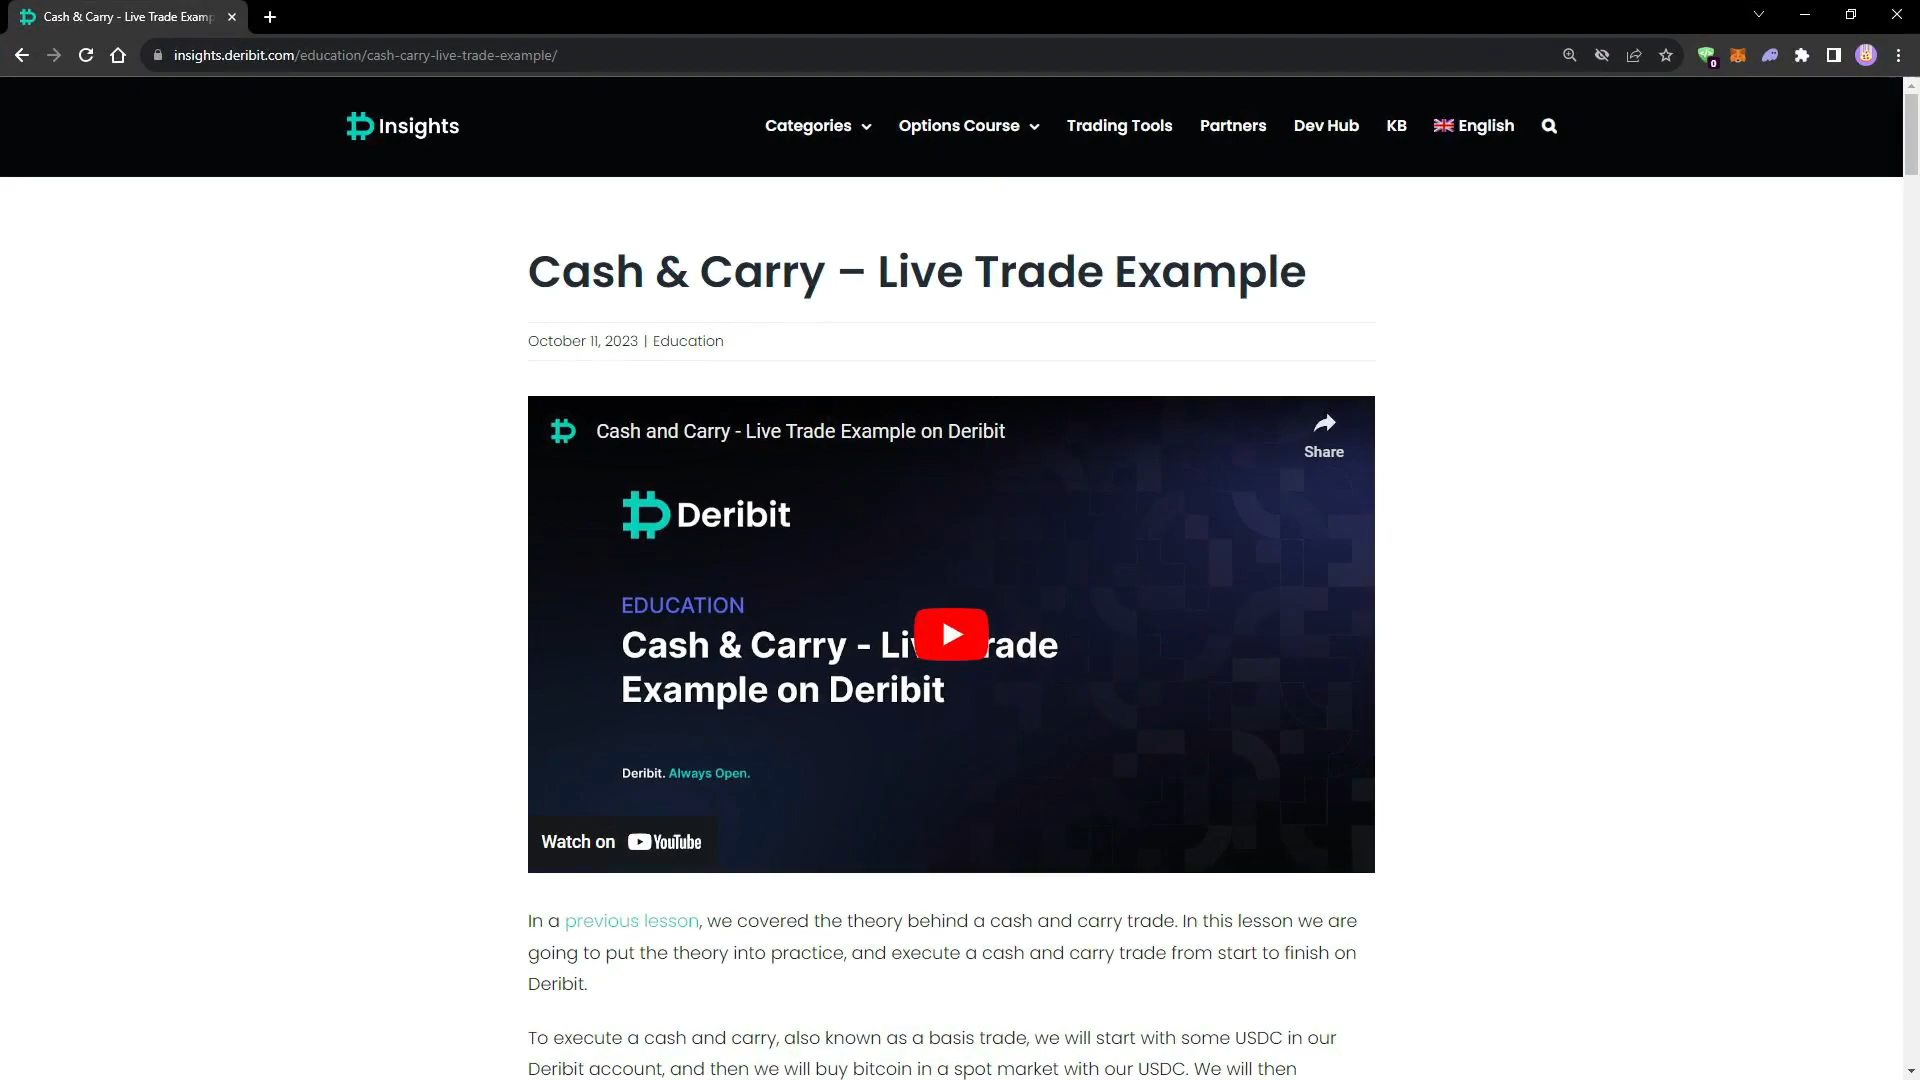 Cash & Carry - Live Trade Examp
insights.deribit.com/education/cash-carry-live-trade-example/
0
Insights
Categories
Options Course
Trading Tools
Partners
Dev Hub
KB
English
Cash & Carry – Live Trade Example
October 11, 2023 | Education
Cash and Carry - Live Trade Example on Deribit
Share
Deribit
EDUCATION
Cash & Carry - Li rade
Example on Deribit
Deribit. Always Open.
Watch on YouTube
In a previous lesson, we covered the theory behind a cash and carry trade. In this lesson we are
going to put the theory into practice, and execute a cash and carry trade from start to finish on
Deribit.
To execute a cash and carry, also known as a basis trade, we will start with some USDC in our
Deribit account, and then we will buy bitcoin in a spot market with our USDC. We will then